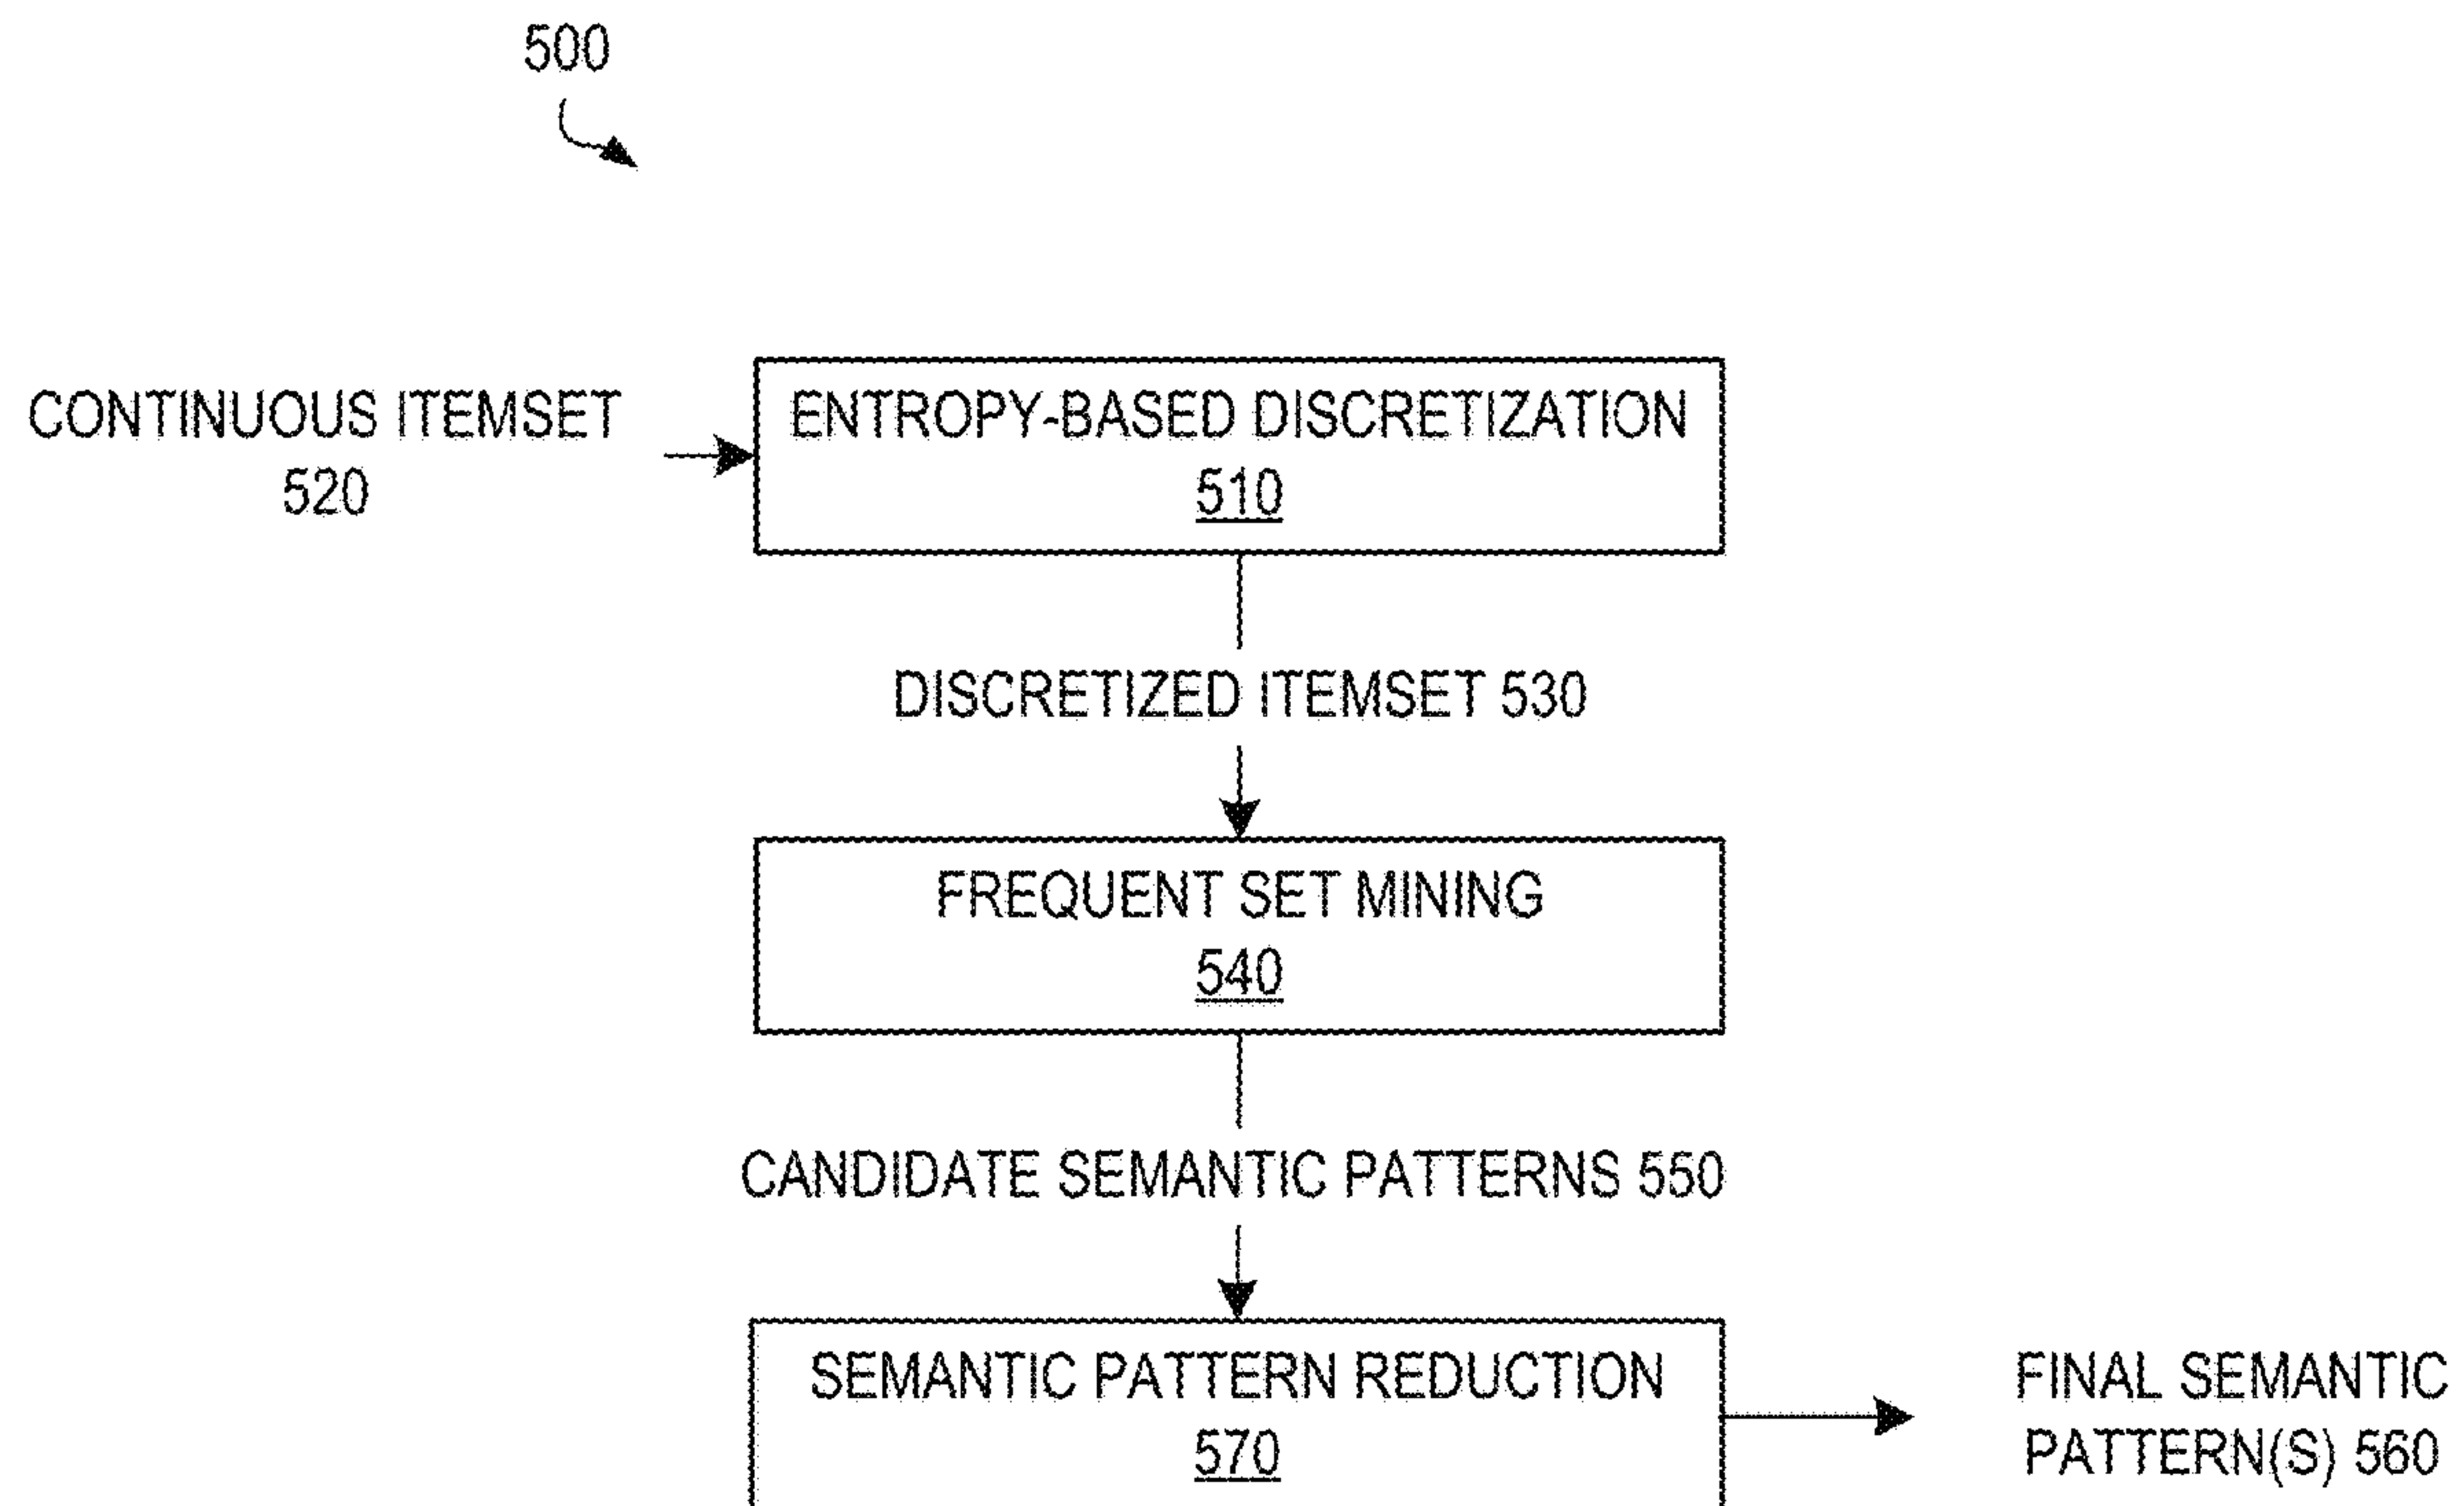 500
CONTINUOUS ITEMSET
520
ENTROPY-BASED DISCRETIZATION
510
DISCRETIZED ITEMSET 530
FREQUENT SET MINING
540
CANDIDATE SEMANTIC PATTERNS 550
SEMANTIC PATTERN REDUCTION
570
FINAL SEMANTIC
PATTERN(S) 560